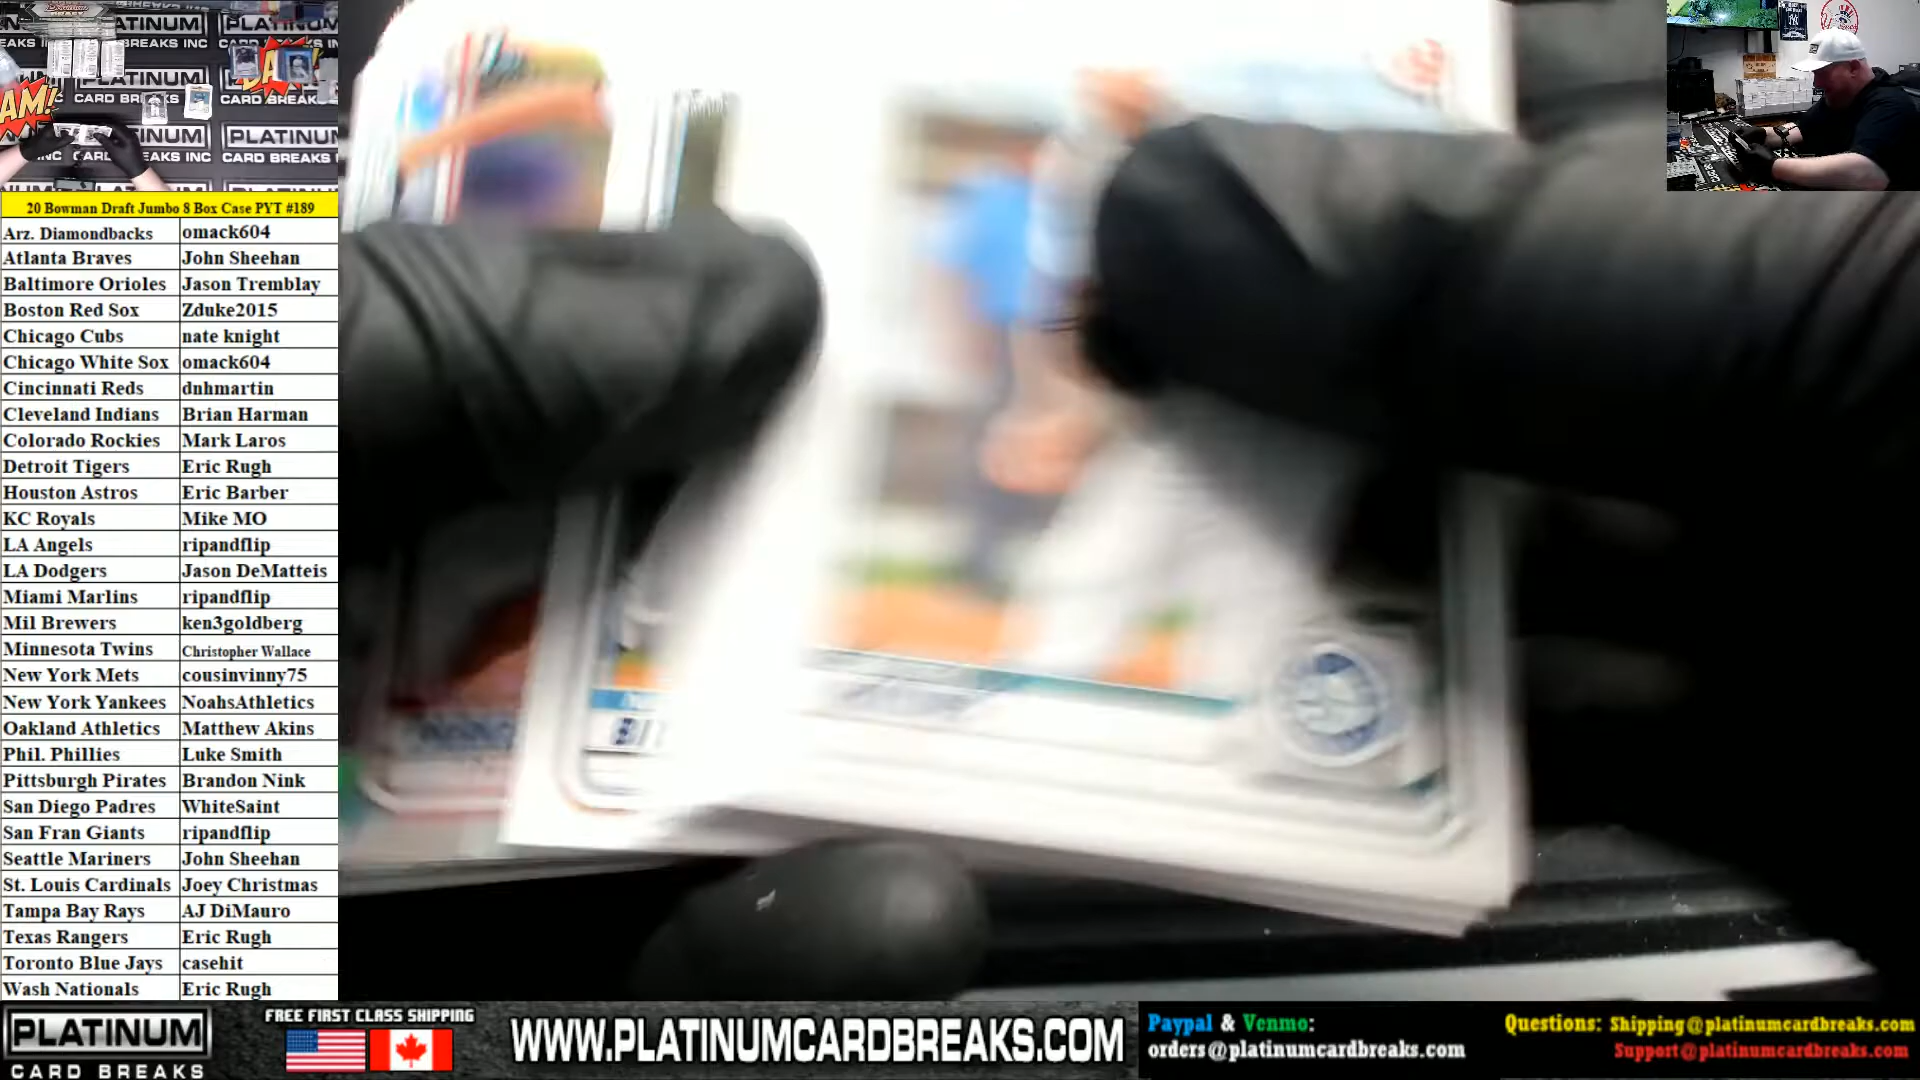 20 Bowman Draft Jumbo 8 Box Case PYT #189
Arz. Diamondbacks omack604
Atlanta Braves John Sheehan
Baltimore Orioles Jason Tremblay
Boston Red Sox Zduke2015
Chicago Cubs nate knight
Chicago White Sox omack604
Cincinnati Reds dnhmartin
Cleveland Indians Brian Harman
Colorado Rockies Mark Laros
Detroit Tigers Eric Rugh
Houston Astros Eric Barber
KC Royals Mike MO
LA Angels ripandflip
LA Dodgers Jason DeMatteis
Miami Marlins ripandflip
Mil Brewers ken3goldberg
Minnesota Twins Christopher Wallace
New York Mets cousinvinny75
New York Yankees NoahsAthletics
Oakland Athletics Matthew Akins
Phil. Phillies Luke Smith
Pittsburgh Pirates Brandon Nink
San Diego Padres WhiteSaint
San Fran Giants ripandflip
Seattle Mariners John Sheehan
St. Louis Cardinals Joey Christmas
Tampa Bay Rays AJ DiMauro
Texas Rangers Eric Rugh
Toronto Blue Jays casehit
Wash Nationals Eric Rugh
PLATINUM
CARD BREAKS
FREE FIRST CLASS SHIPPING
WWW.PLATINUMCARDBREAKS.COM
Paypal & Venmo:
orders@platinumcardbreaks.com
Questions: Shipping@platinumcardbreaks.com
Support@platinumcardbreaks.com